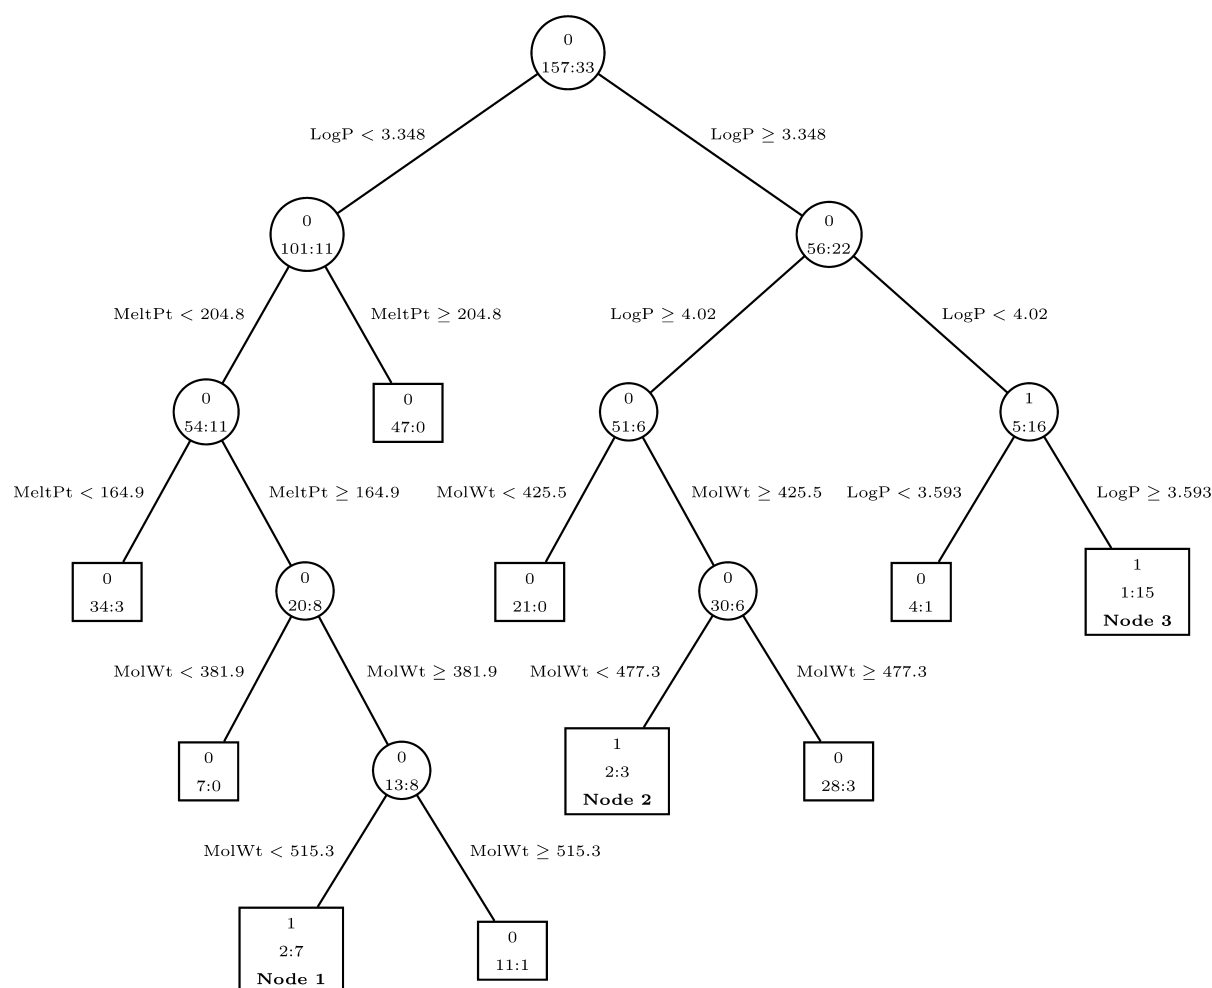 0
157:33
LogP < 3.348
LogP ≥ 3.348
0
101:11
0
56:22
MeltPt < 204.8
MeltPt ≥ 204.8
LogP ≥ 4.02
LogP < 4.02
0
54:11
0
47:0
0
51:6
1
5:16
MeltPt < 164.9
MeltPt ≥ 164.9
MolWt < 425.5
MolWt ≥ 425.5
LogP < 3.593
LogP ≥ 3.593
0
34:3
0
20:8
0
21:0
0
30:6
0
4:1
1
1:15
Node 3
MolWt < 381.9
MolWt ≥ 381.9
MolWt < 477.3
MolWt ≥ 477.3
0
7:0
0
13:8
1
2:3
Node 2
0
28:3
MolWt < 515.3
MolWt ≥ 515.3
1
2:7
Node 1
0
11:1